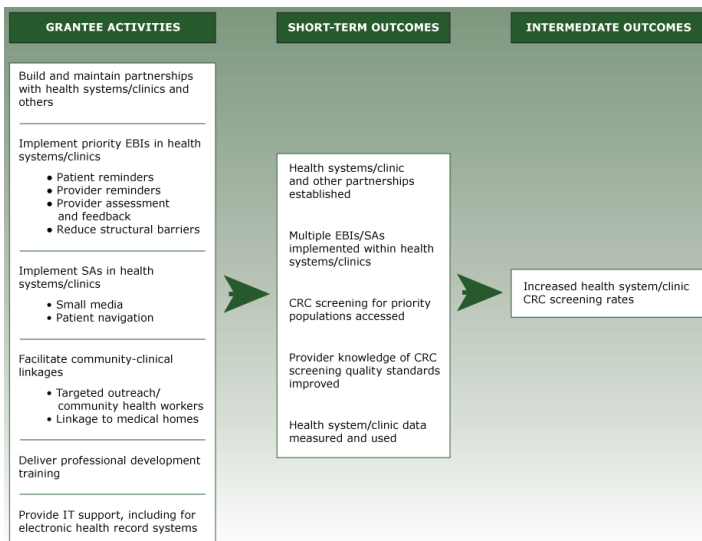 GRANTEE ACTIVITIES
Build and maintain partnerships
with health systems/clinics and
others
Implement priority EBIs in health
systems/clinics
• Patient reminders
• Provider reminders
• Provider assessment
and feedback
• Reduce structural barriers
Implement SAs in health
systems/clinics
• Small media
• Patient navigation
Facilitate community-clinical
linkages
• Targeted outreach/
community health workers
• Linkage to medical homes
Deliver professional development
training
Provide IT support, including for
electronic health record systems
SHORT-TERM OUTCOMES
Health systems/clinic
and other partnerships
established
Multiple EBIs/SAs
implemented within health
systems/clinics
CRC screening for priority
populations accessed
Provider knowledge of CRC
screening quality standards
improved
Health system/clinic data
measured and used
INTERMEDIATE OUTCOMES
Increased health system/clinic
CRC screening rates